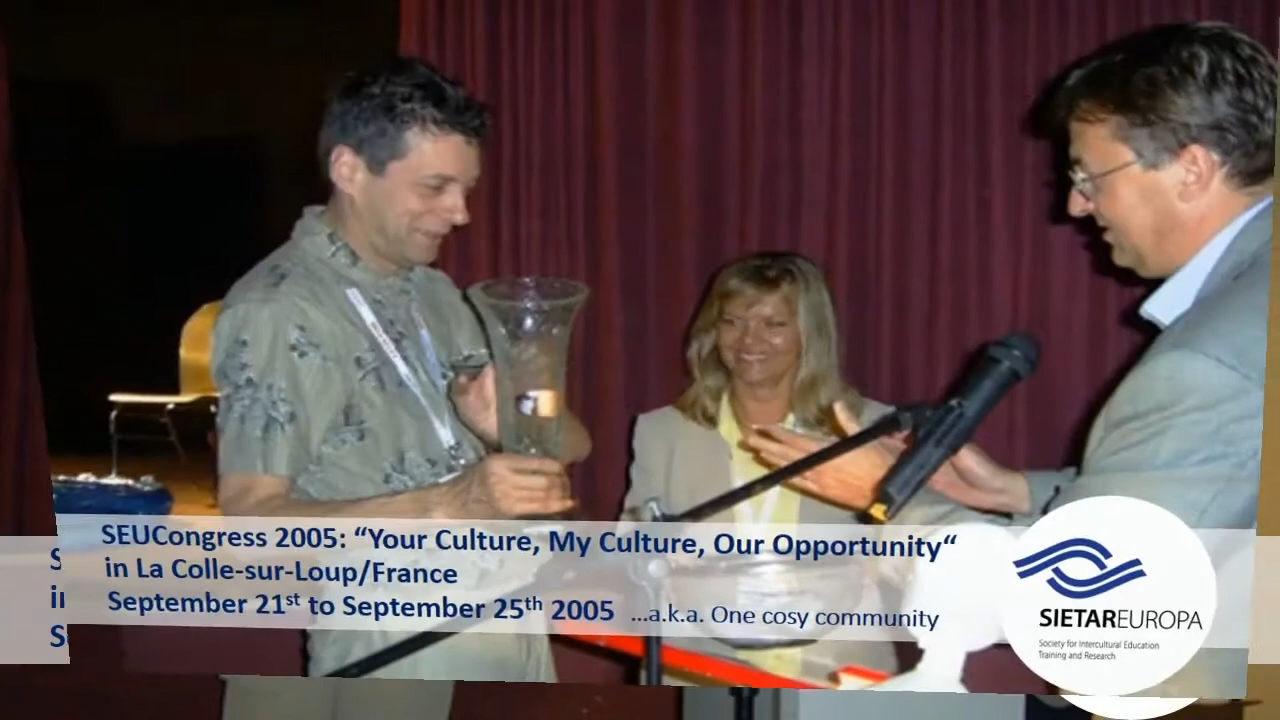 SEUCongress 2005: “Your Culture, My Culture, Our Opportunity“
in La Colle-sur-Loup/France
September 21st to September 25th 2005 ...a.k.a. One cosy community
SIETAREUROPA
Society for Intercultural Education
Training and Research
S
S